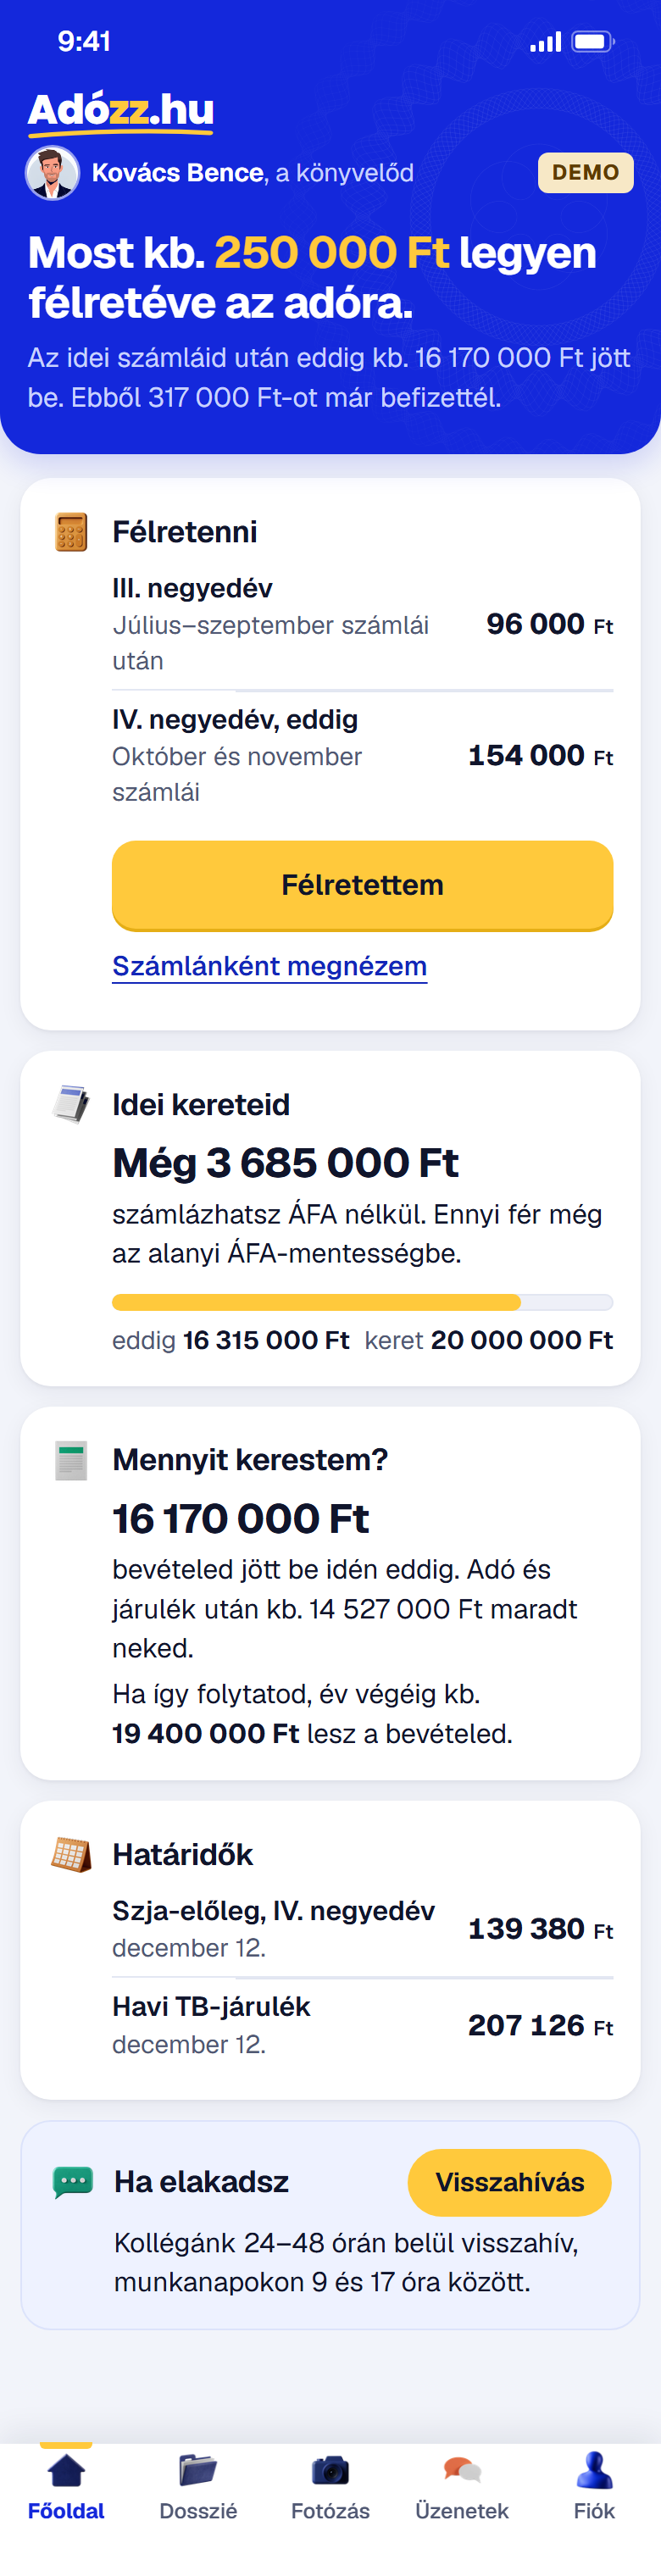 9:41
Adózz.hu
Kovács Bence, a könyvelőd
DEMO
Most kb. 250 000 Ft legyen
félretéve az adóra.
Az idei számláid után eddig kb. 16 170 000 Ft jött
be. Ebből 317 000 Ft-ot már befizettél.
Félretenni
III. negyedév
Július–szeptember számlái
után
96 000 Ft
IV. negyedév, eddig
Október és november
számlái
154 000 Ft
Félretettem
Számlánként megnézem
Idei kereteid
Még 3 685 000 Ft
számlázhatsz ÁFA nélkül. Ennyi fér még
az alanyi ÁFA-mentességbe.
eddig 16 315 000 Ft keret 20 000 000 Ft
Mennyit kerestem?
16 170 000 Ft
bevételed jött be idén eddig. Adó és
járulék után kb. 14 527 000 Ft maradt
neked.
Ha így folytatod, év végéig kb.
19 400 000 Ft lesz a bevételed.
Határidők
Szja-előleg, IV. negyedév
december 12.
139 380 Ft
Havi TB-járulék
december 12.
207 126 Ft
Ha elakadsz
Visszahívás
Kollégánk 24–48 órán belül visszahív,
munkanapokon 9 és 17 óra között.
Főoldal Dosszié Fotózás Üzenetek Fiók